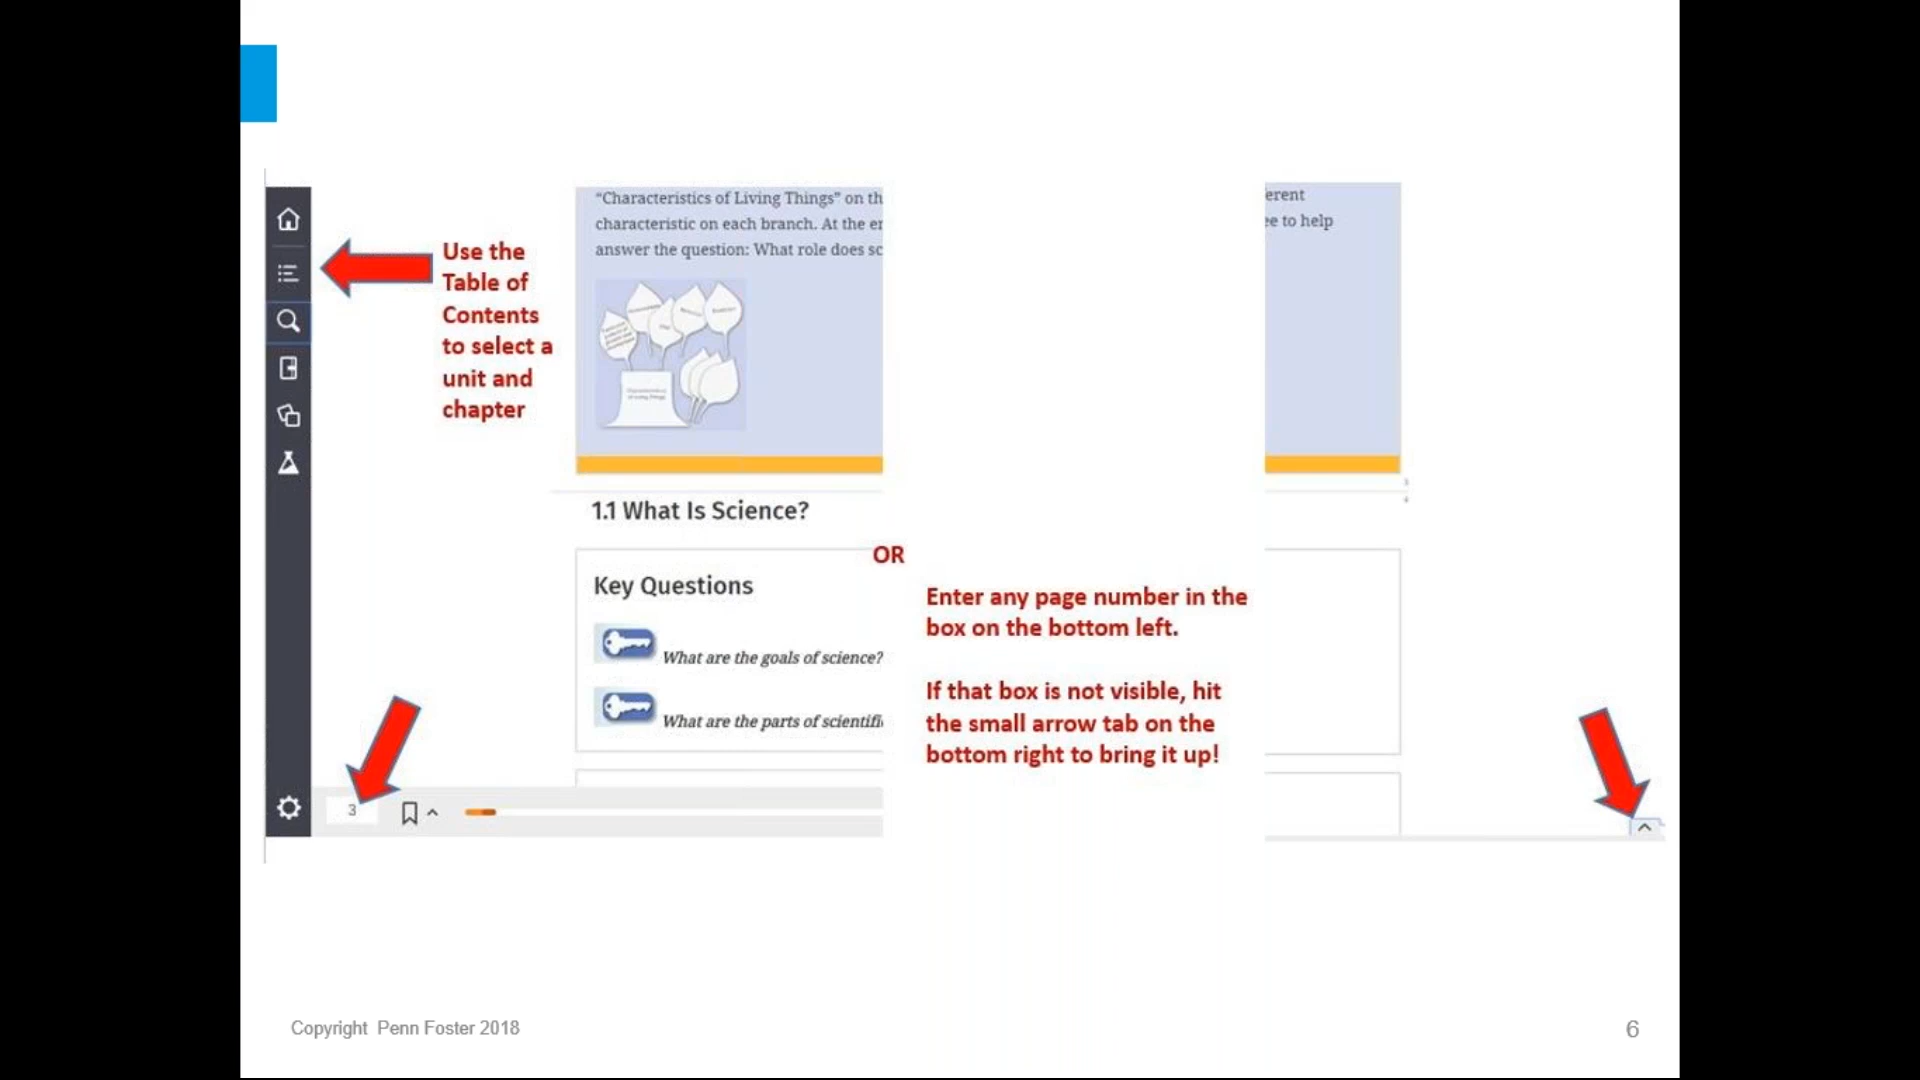 “Characteristics of Living Things” on th
characteristic on each branch. At the er
answer the question: What role does sc
erent
ee to help
Use the
Table of
Contents
to select a
unit and
chapter
1.1 What Is Science?
OR
Key Questions
What are the goals of science?
What are the parts of scientifi
Enter any page number in the
box on the bottom left.
If that box is not visible, hit
the small arrow tab on the
bottom right to bring it up!
3
Copyright Penn Foster 2018
6